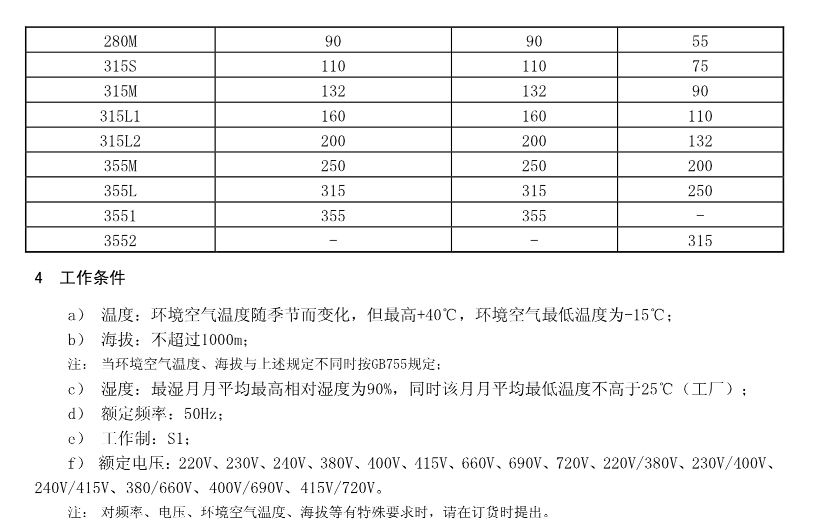 280M 90 90 55
315S 110 110 75
315M 132 132 90
315L1 160 160 110
315L2 200 200 132
355M 250 250 200
355L 315 315 250
3551 355 355 -
3552 - - 315
4 工作条件
a） 温度：环境空气温度随季节而变化，但最高+40℃，环境空气最低温度为-15℃；
b） 海拔：不超过1000m；
注： 当环境空气温度、海拔与上述规定不同时按GB755规定；
c） 湿度：最湿月月平均最高相对湿度为90%，同时该月月平均最低温度不高于25℃（工厂）；
d） 额定频率：50Hz；
e） 工作制：S1；
f） 额定电压：220V、230V、240V、380V、400V、415V、660V、690V、720V、220V/380V、230V/400V、
240V/415V、380/660V、400V/690V、415V/720V。
注： 对频率、电压、环境空气温度、海拔等有特殊要求时，请在订货时提出。